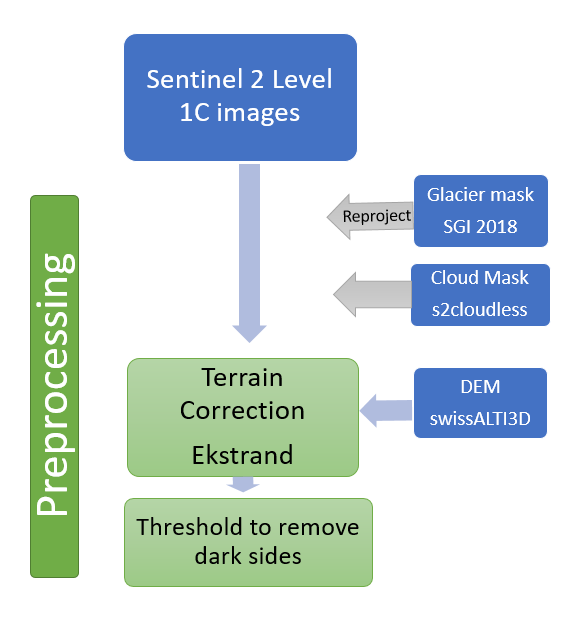 Sentinel 2 Level
1C images
Preprocessing
Reproject
Glacier mask
SGI 2018
Cloud Mask
s2cloudless
Terrain
Correction
Ekstrand
DEM
swissALTI3D
Threshold to remove
dark sides